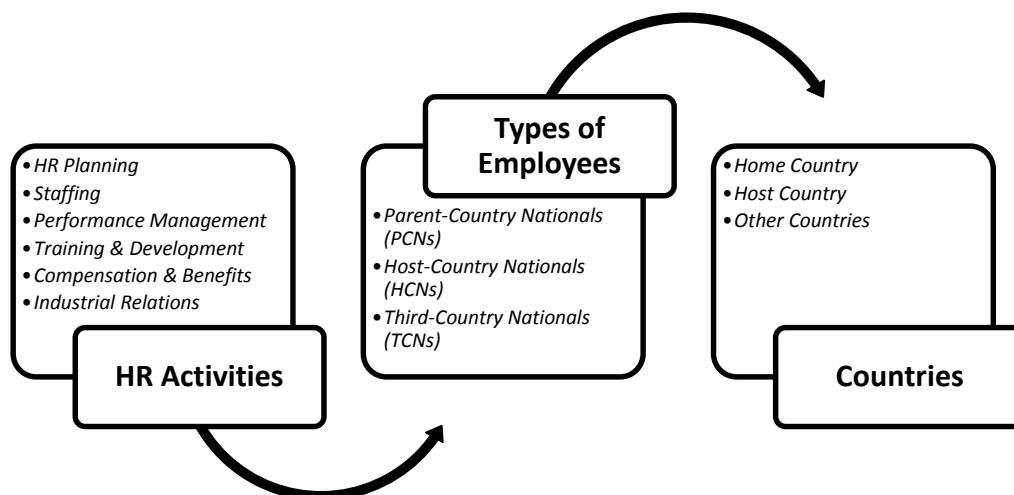 • HR Planning
• Staffing
• Performance Management
• Training & Development
• Compensation & Benefits
• Industrial Relations
HR Activities
Types of
Employees
• Parent-Country Nationals
(PCNs)
• Host-Country Nationals
(HCNs)
• Third-Country Nationals
(TCNs)
• Home Country
• Host Country
• Other Countries
Countries